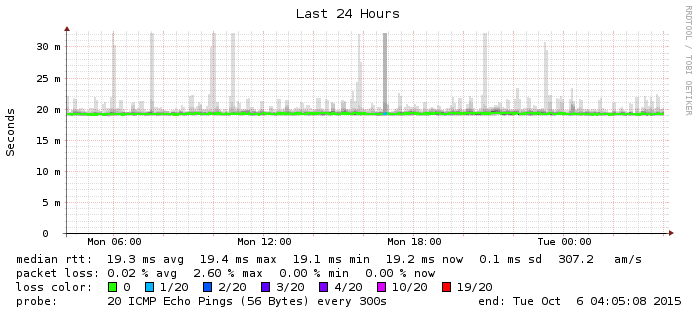 Last 24 Hours
RRDTOOL / TOBI OETIKER
Seconds
30 m
25 m
20 m
15 m
10 m
5 m
0
Mon 06:00 Mon 12:00 Mon 18:00 Tue 00:00
median rtt: 19.3 ms avg 19.4 ms max 19.1 ms min 19.2 ms now 0.1 ms sd 307.2 am/s
packet loss: 0.02 % avg 2.60 % max 0.00 % min 0.00 % now
loss color: 0 1/20 2/20 3/20 4/20 10/20 19/20
probe: 20 ICMP Echo Pings (56 Bytes) every 300s end: Tue Oct 6 04:05:08 2015